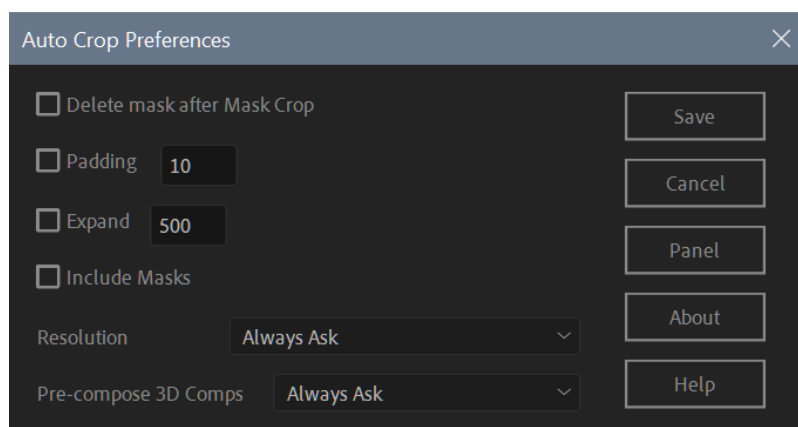 Auto Crop Preferences
Delete mask after Mask Crop
Save
Padding 10
Cancel
Expand 500
Panel
Include Masks
About
Resolution Always Ask
Help
Pre-compose 3D Comps Always Ask